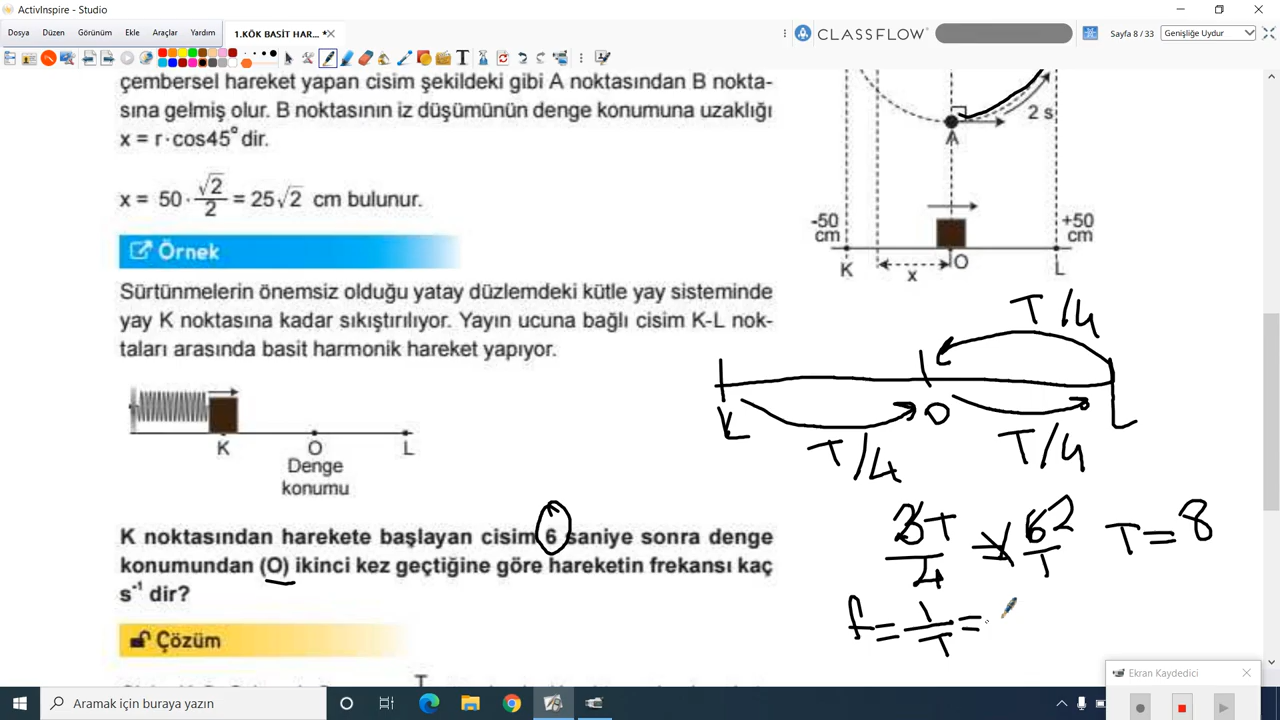 ActivInspire - Studio
Dosya Düzen Görünüm Ekle Araçlar Yardım
1.KÖK BASİT HAR... *
CLASSFLOW
Sayfa 8 / 33
Genişliğe Uydur
çembersel hareket yapan cisim şekildeki gibi A noktasından B nokta-
sına gelmiş olur. B noktasının iz düşümünün denge konumuna uzaklığı
x = r·cos45° dir.
x = 50 · √2/2 = 25√2 cm bulunur.
Örnek
Sürtünmelerin önemsiz olduğu yatay düzlemdeki kütle yay sisteminde
yay K noktasına kadar sıkıştırılıyor. Yayın ucuna bağlı cisim K-L nok-
taları arasında basit harmonik hareket yapıyor.
K O L
Denge
konumu
K noktasından harekete başlayan cisim 6 saniye sonra denge
konumundan (O) ikinci kez geçtiğine göre hareketin frekansı kaç
s⁻¹ dir?
Çözüm
2 s
A
-50
cm
+50
cm
K x O L
T/4
K O L
T/4 T/4
3T/4 = 6/1 2 T = 8
f = 1/T =
Ekran Kaydedici
Aramak için buraya yazın